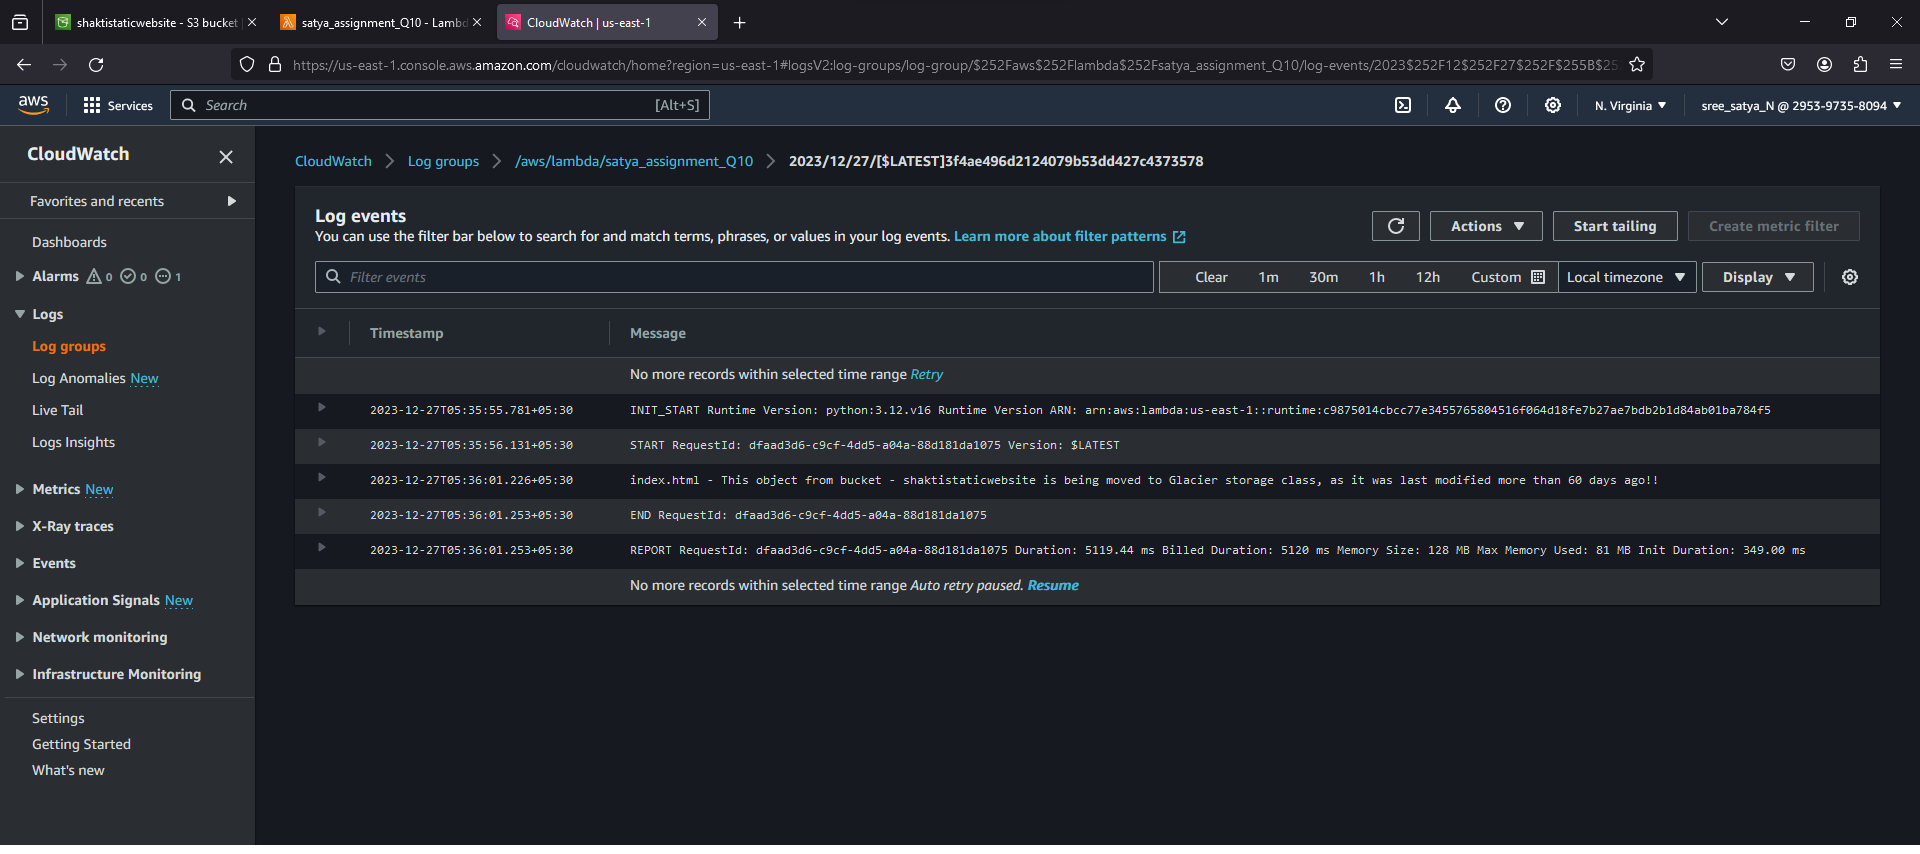 shaktistaticwebsite - S3 bucket
satya_assignment_Q10 - Lambd
CloudWatch | us-east-1
https://us-east-1.console.aws.amazon.com/cloudwatch/home?region=us-east-1#logsV2:log-groups/log-group/$252Faws$252Flambda$252Fsatya_assignment_Q10/log-events/2023$252F12$252F27$252F$255B$25
aws
Services
Search
[Alt+S]
N. Virginia
sree_satya_N @ 2953-9735-8094
CloudWatch
Favorites and recents
Dashboards
Alarms 0 0 1
Logs
Log groups
Log Anomalies New
Live Tail
Logs Insights
Metrics New
X-Ray traces
Events
Application Signals New
Network monitoring
Infrastructure Monitoring
Settings
Getting Started
What's new
CloudWatch Log groups /aws/lambda/satya_assignment_Q10 2023/12/27/[$LATEST]3f4ae496d2124079b53dd427c4373578
Log events
You can use the filter bar below to search for and match terms, phrases, or values in your log events. Learn more about filter patterns
Actions
Start tailing
Create metric filter
Filter events
Clear 1m 30m 1h 12h Custom Local timezone Display
Timestamp Message
No more records within selected time range Retry
2023-12-27T05:35:55.781+05:30 INIT_START Runtime Version: python:3.12.v16 Runtime Version ARN: arn:aws:lambda:us-east-1::runtime:c9875014cbcc77e3455765804516f064d18fe7b27ae7bdb2b1d84ab01ba784f5
2023-12-27T05:35:56.131+05:30 START RequestId: dfaad3d6-c9cf-4dd5-a04a-88d181da1075 Version: $LATEST
2023-12-27T05:36:01.226+05:30 index.html - This object from bucket - shaktistaticwebsite is being moved to Glacier storage class, as it was last modified more than 60 days ago!!
2023-12-27T05:36:01.253+05:30 END RequestId: dfaad3d6-c9cf-4dd5-a04a-88d181da1075
2023-12-27T05:36:01.253+05:30 REPORT RequestId: dfaad3d6-c9cf-4dd5-a04a-88d181da1075 Duration: 5119.44 ms Billed Duration: 5120 ms Memory Size: 128 MB Max Memory Used: 81 MB Init Duration: 349.00 ms
No more records within selected time range Auto retry paused. Resume